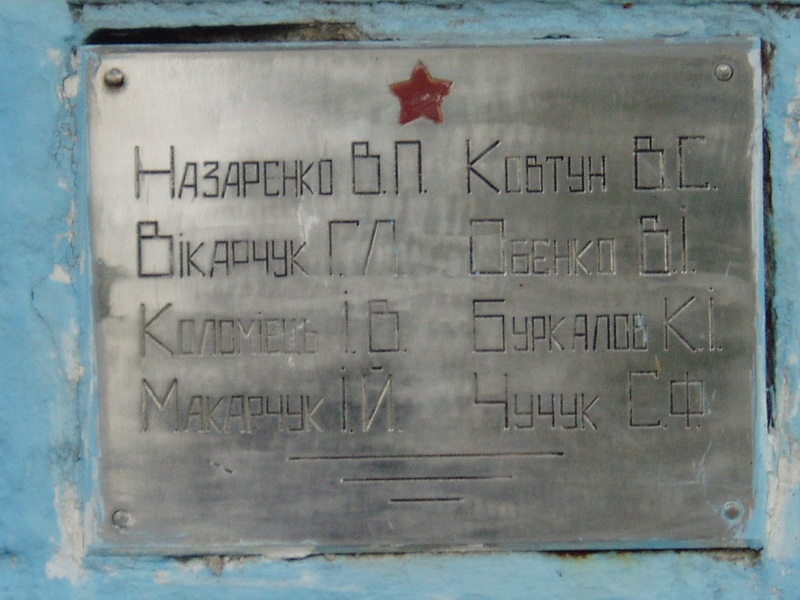 Назаренко В.П. Ковтун В.С.
Вікарчук Г.Л. Обенко В.І.
Коломієць І.В. Буркалов К.І.
Макарчук І.Й. Чучук С.Ф.